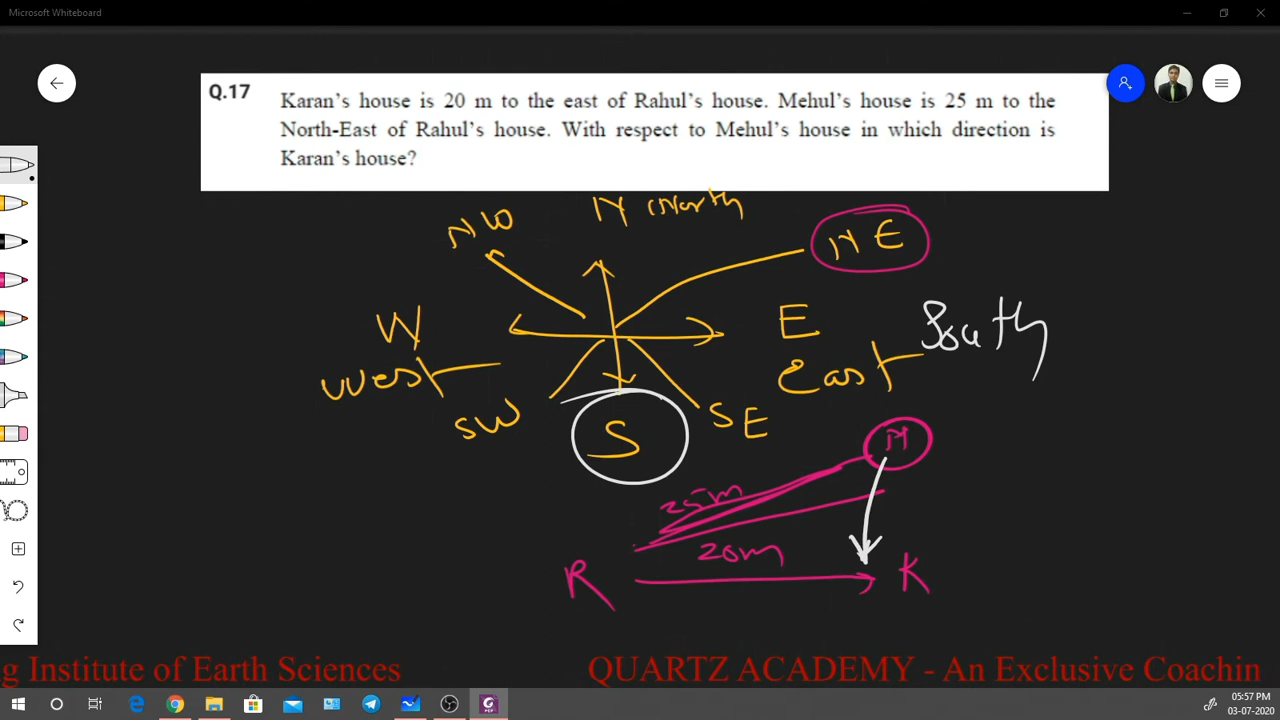 Microsoft Whiteboard
Q.17
Karan's house is 20 m to the east of Rahul's house. Mehul's house is 25 m to the
North-East of Rahul's house. With respect to Mehul's house in which direction is
Karan's house?
N (North
NW
NE
W
E
South
West
East
SW
S
SE
M
25m
20m
R
K
g Institute of Earth Sciences
QUARTZ ACADEMY - An Exclusive Coachin
05:57 PM
03-07-2020